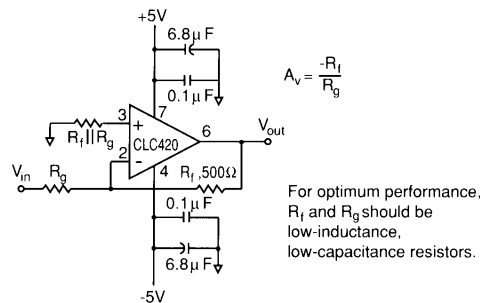 +5V
6.8µF
0.1µF
A_v = -R_f / R_g
3
7
+
R_f||R_g
CLC420
6
V_out
2
-
4
V_in
R_g
R_f,500Ω
0.1µF
6.8µF
-5V
For optimum performance,
R_f and R_g should be
low-inductance,
low-capacitance resistors.